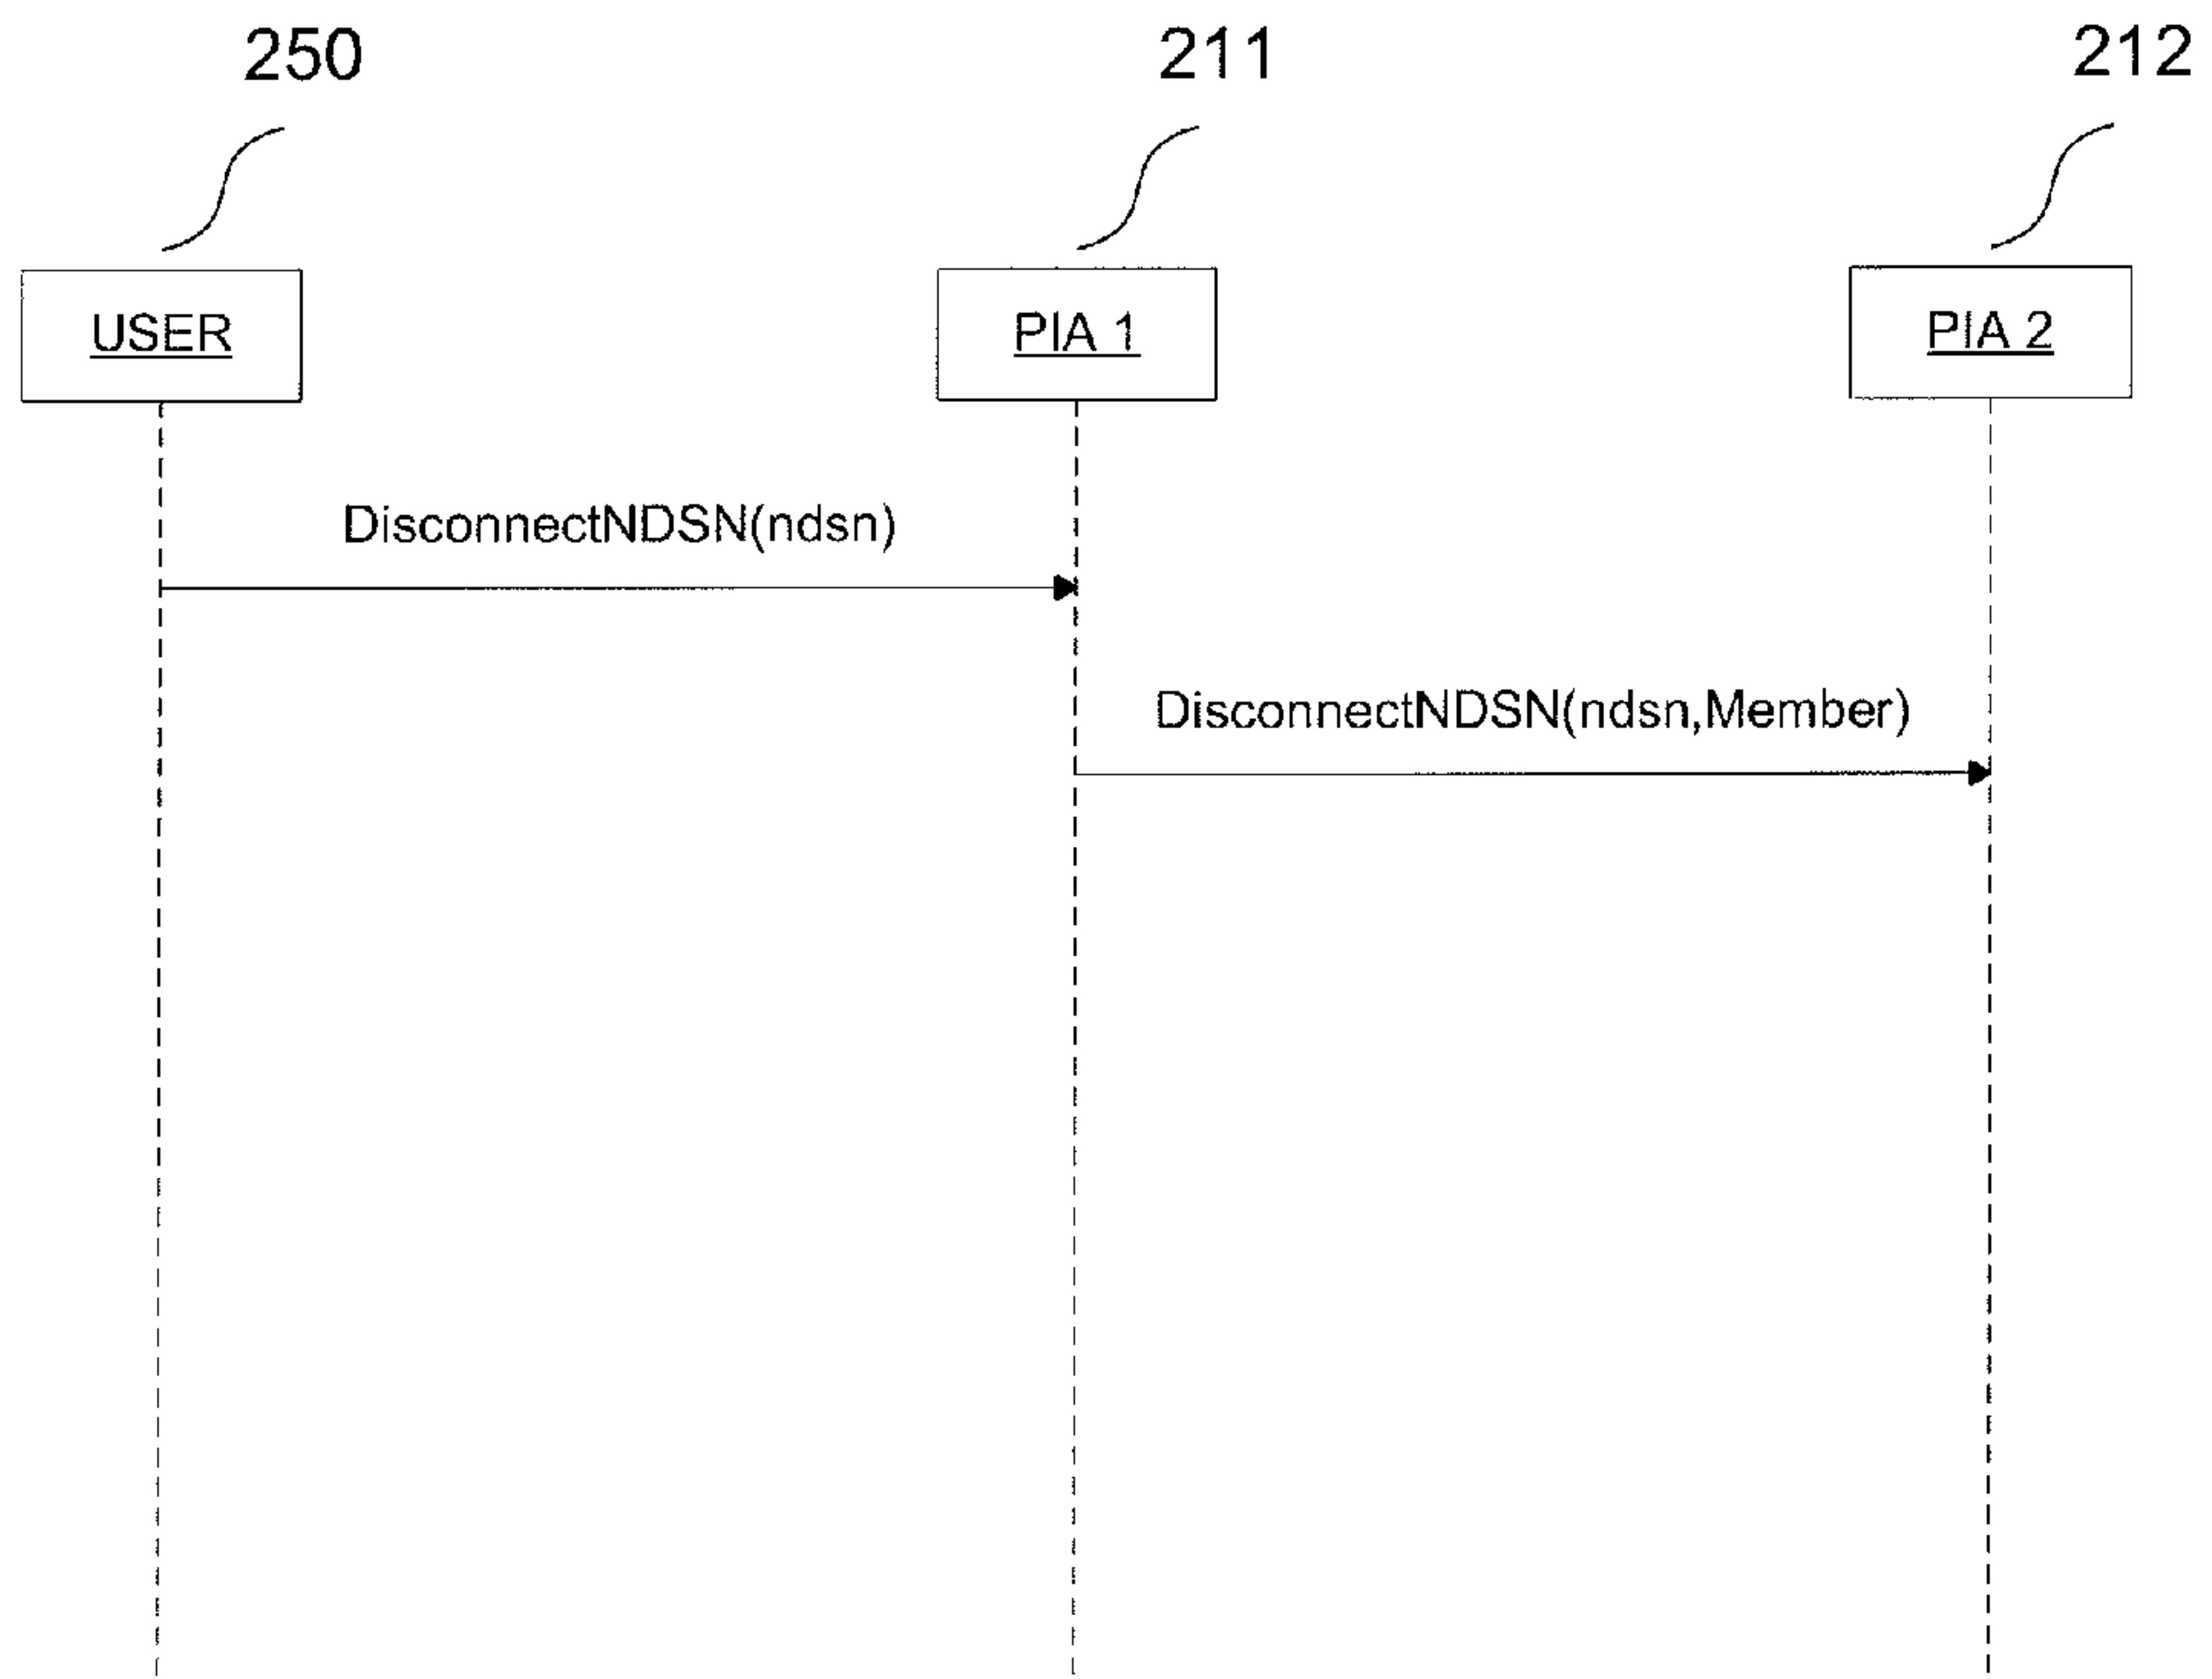 250
211
212
USER
PIA 1
PIA 2
DisconnectNDSN(ndsn)
DisconnectNDSN(ndsn,Member)